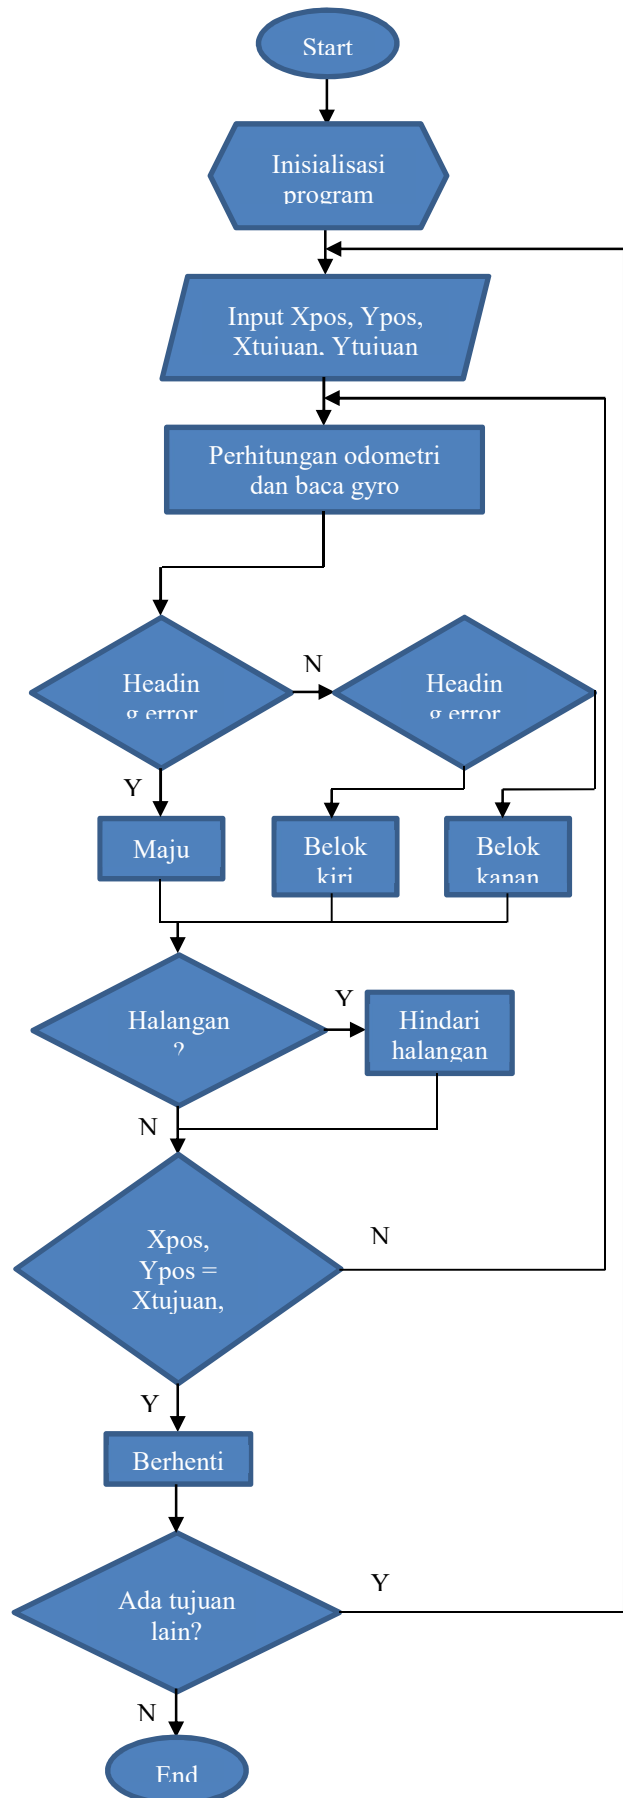 Start
Inisialisasi
program
Input Xpos, Ypos,
Xtujuan, Ytujuan
Perhitungan odometri
dan baca gyro
Headin
g error
N
Headin
g error
Y
Maju
Belok
kiri
Belok
kanan
Halangan
?
Y
Hindari
halangan
N
Xpos,
Ypos =
Xtujuan,
N
Y
Berhenti
Ada tujuan
lain?
Y
N
End